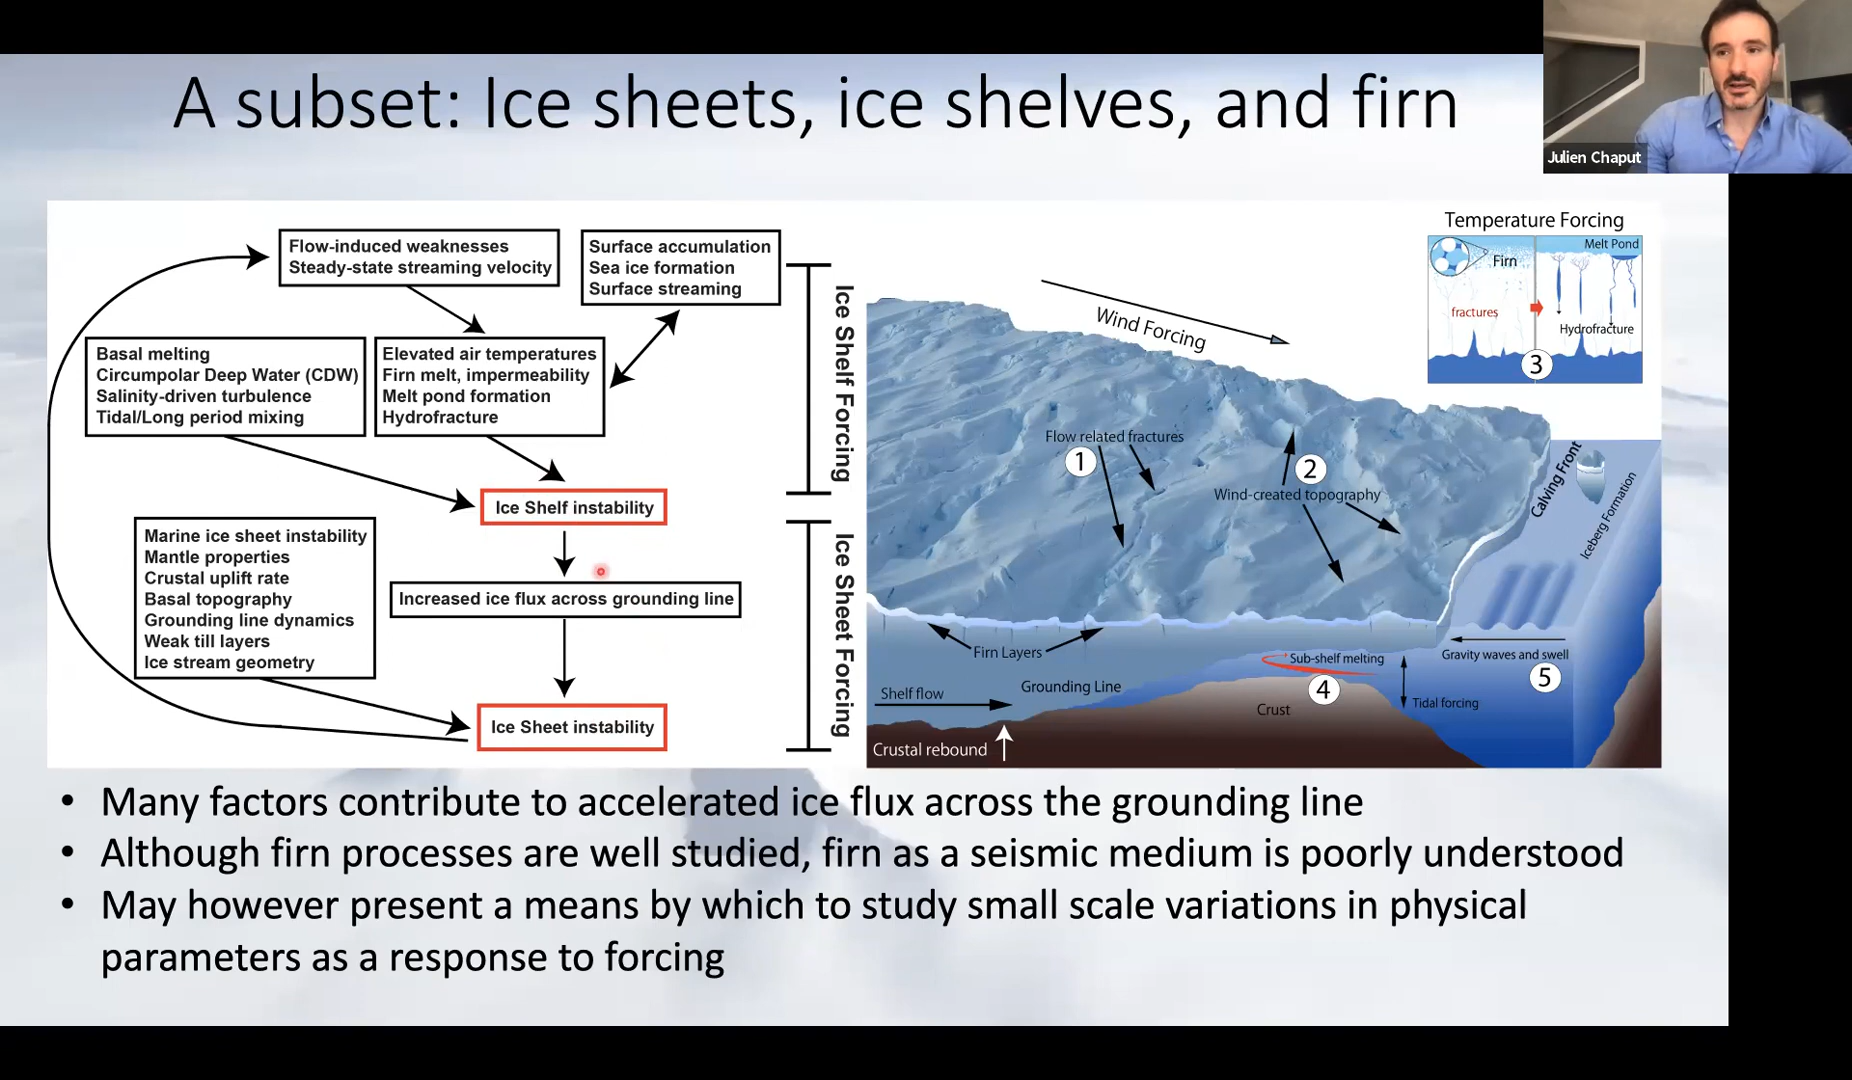 A subset: Ice sheets, ice shelves, and firn
Julien Chaput
Flow-induced weaknesses
Steady-state streaming velocity
Surface accumulation
Sea ice formation
Surface streaming
Basal melting
Circumpolar Deep Water (CDW)
Salinity-driven turbulence
Tidal/Long period mixing
Elevated air temperatures
Firn melt, impermeability
Melt pond formation
Hydrofracture
Ice Shelf instability
Marine ice sheet instability
Mantle properties
Crustal uplift rate
Basal topography
Grounding line dynamics
Weak till layers
Ice stream geometry
Increased ice flux across grounding line
Ice Sheet instability
Ice Shelf Forcing
Ice Sheet Forcing
Wind Forcing
Temperature Forcing
Firn
Melt Pond
fractures
Hydrofracture
3
Flow related fractures
1
2
Wind-created topography
Calving Front
Iceberg Formation
Firn Layers
Sub-shelf melting
4
Gravity waves and swell
5
Shelf flow
Grounding Line
Crust
Tidal forcing
Crustal rebound
• Many factors contribute to accelerated ice flux across the grounding line
• Although firn processes are well studied, firn as a seismic medium is poorly understood
• May however present a means by which to study small scale variations in physical
parameters as a response to forcing